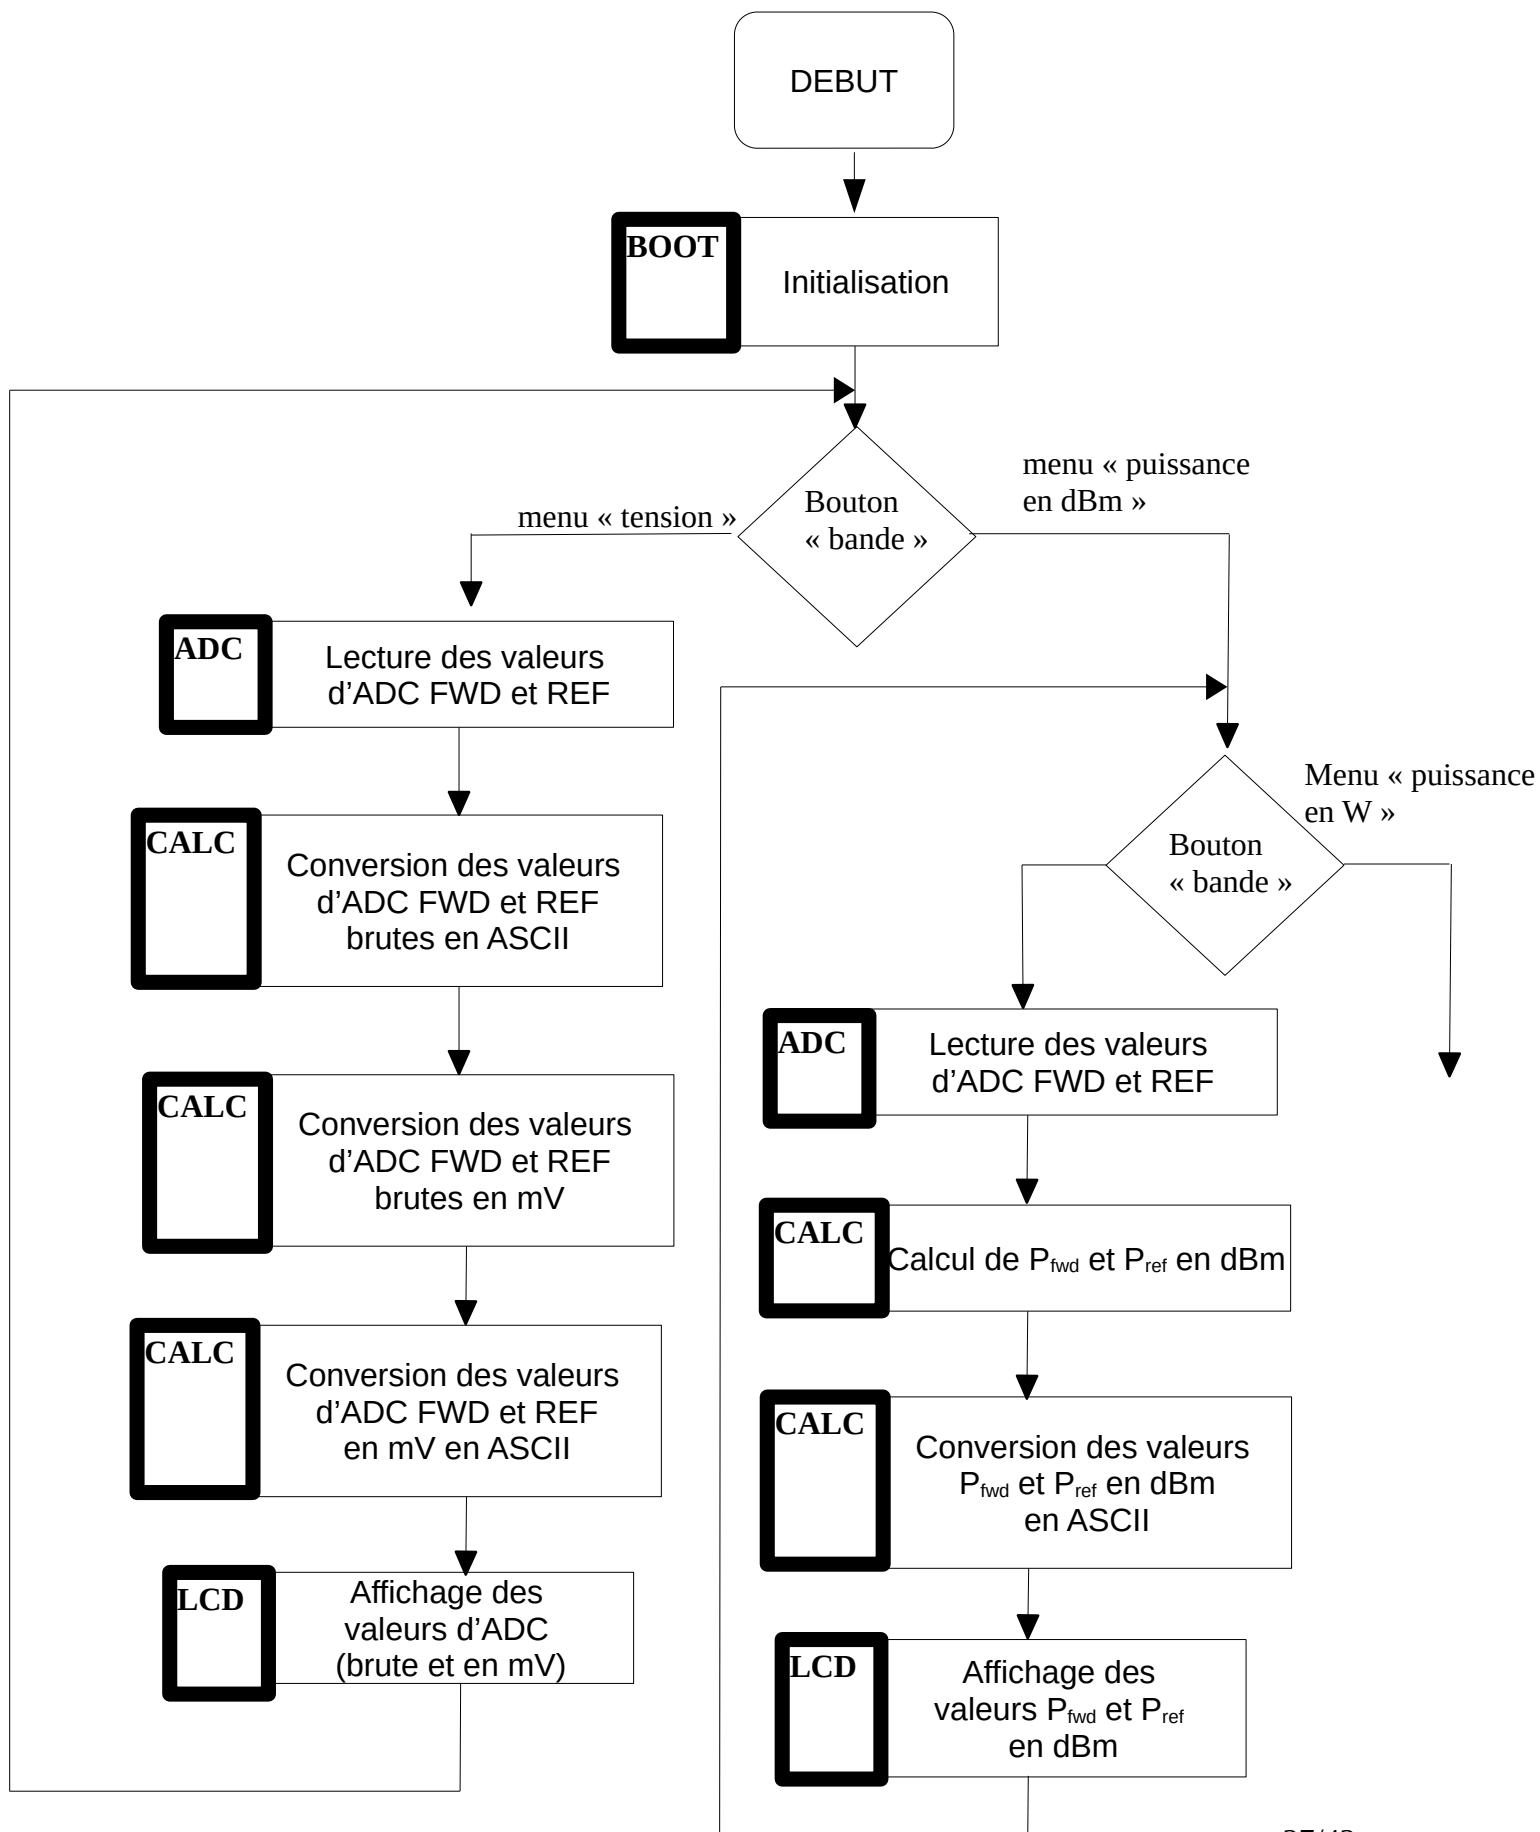 DEBUT
BOOT
Initialisation
menu « puissance
en dBm »
Bouton
« bande »
menu « tension »
ADC
Lecture des valeurs
d’ADC FWD et REF
CALC
Conversion des valeurs
d’ADC FWD et REF
brutes en ASCII
CALC
Conversion des valeurs
d’ADC FWD et REF
brutes en mV
CALC
Conversion des valeurs
d’ADC FWD et REF
en mV en ASCII
LCD
Affichage des
valeurs d’ADC
(brute et en mV)
Menu « puissance
en W »
Bouton
« bande »
ADC
Lecture des valeurs
d’ADC FWD et REF
CALC
Calcul de Pfwd et Pref en dBm
CALC
Conversion des valeurs
Pfwd et Pref en dBm
en ASCII
LCD
Affichage des
valeurs Pfwd et Pref
en dBm